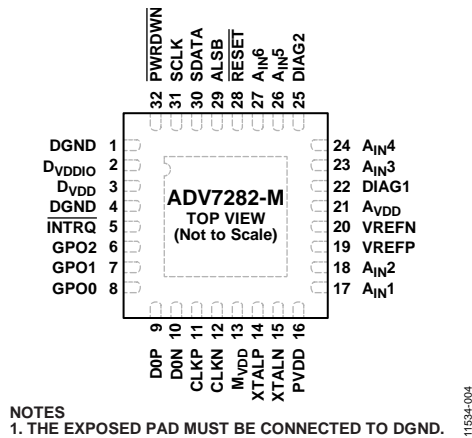 32 PWRDWN
31 SCLK
30 SDATA
29 ALSB
28 RESET
27 AIN6
26 AIN5
25 DIAG2
DGND 1
DVDDIO 2
DVDD 3
DGND 4
INTRQ 5
GPO2 6
GPO1 7
GPO0 8
ADV7282-M
TOP VIEW
(Not to Scale)
24 AIN4
23 AIN3
22 DIAG1
21 AVDD
20 VREFN
19 VREFP
18 AIN2
17 AIN1
D0P 9
D0N 10
CLKP 11
CLKN 12
MVDD 13
XTALP 14
XTALN 15
PVDD 16
NOTES
1. THE EXPOSED PAD MUST BE CONNECTED TO DGND.
11534-004